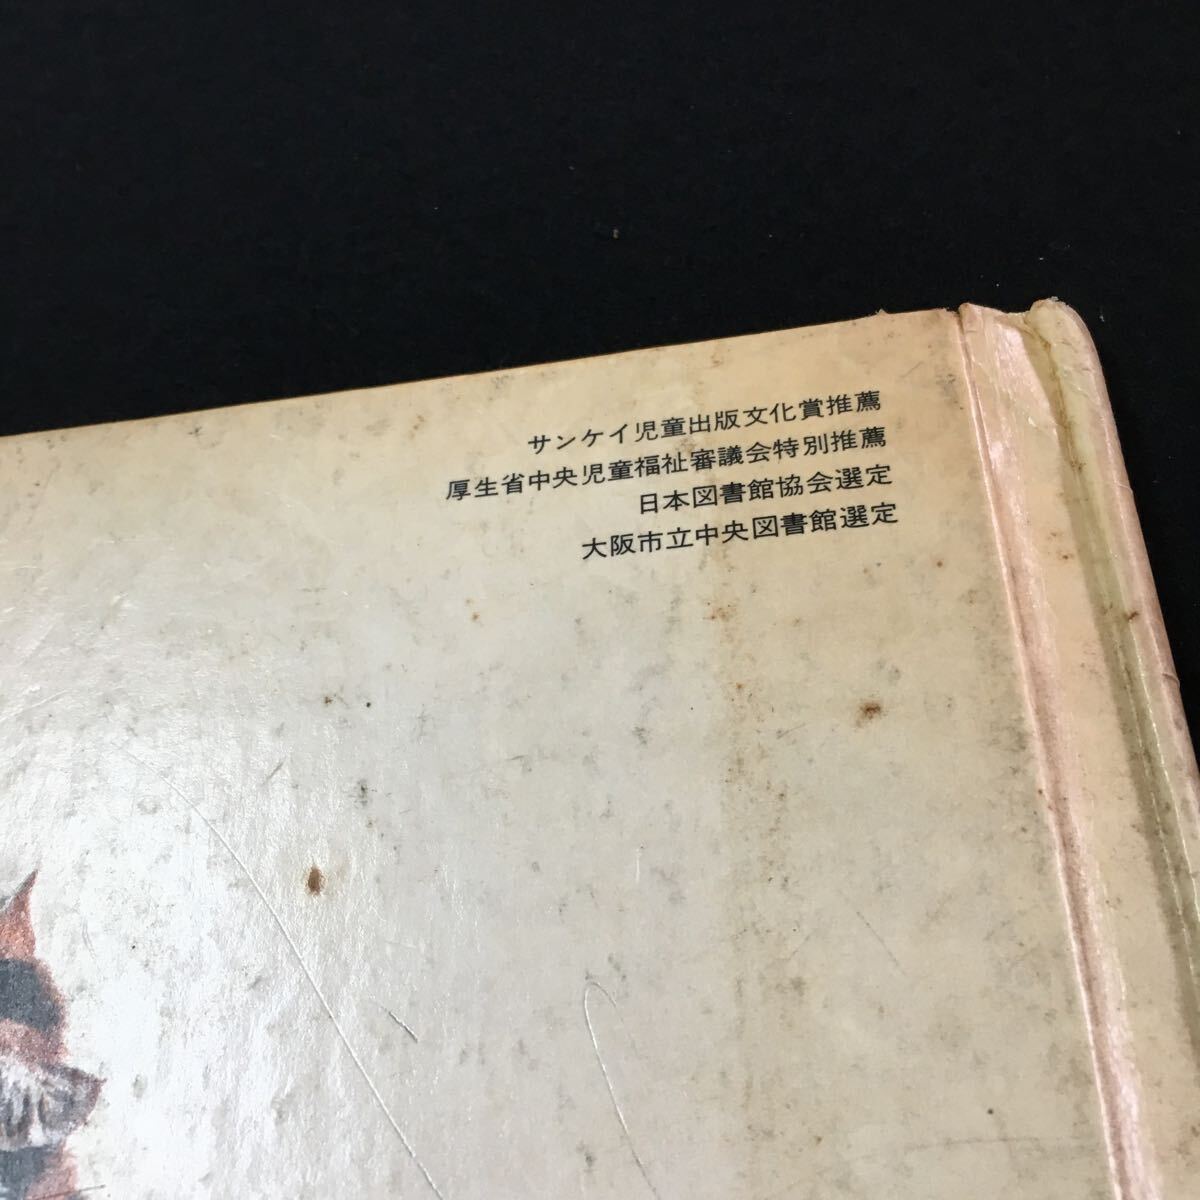 サンケイ児童出版文化賞推薦
厚生省中央児童福祉審議会特別推薦
日本図書館協会選定
大阪市立中央図書館選定